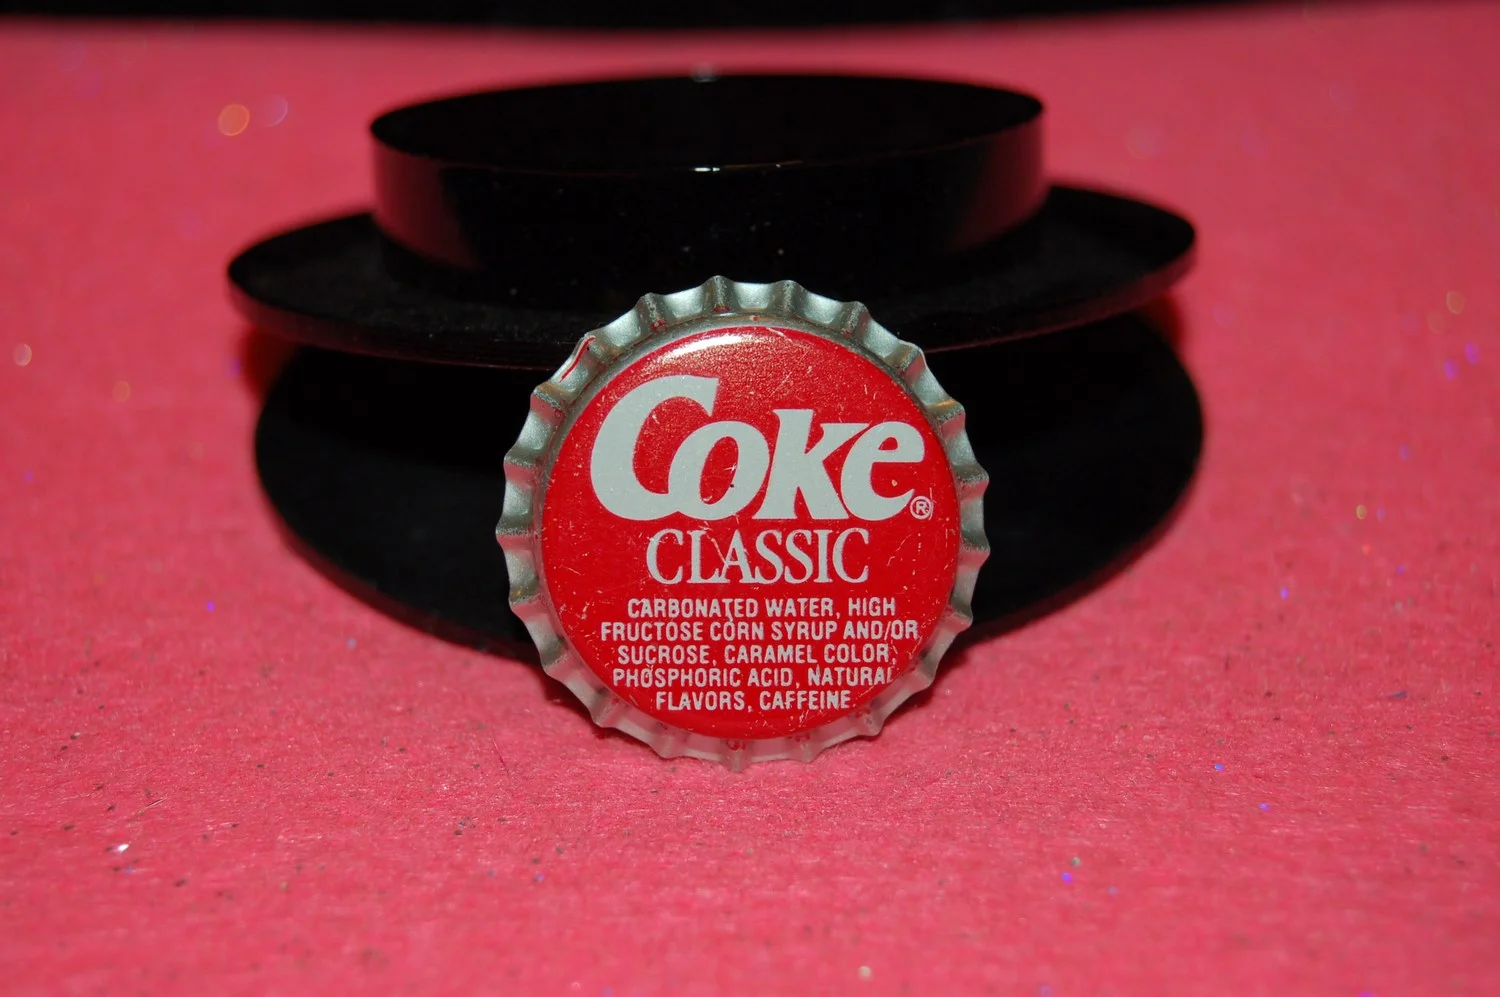 Coke®
CLASSIC
CARBONATED WATER, HIGH
FRUCTOSE CORN SYRUP AND/OR
SUCROSE, CARAMEL COLOR,
PHOSPHORIC ACID, NATURAL
FLAVORS, CAFFEINE.